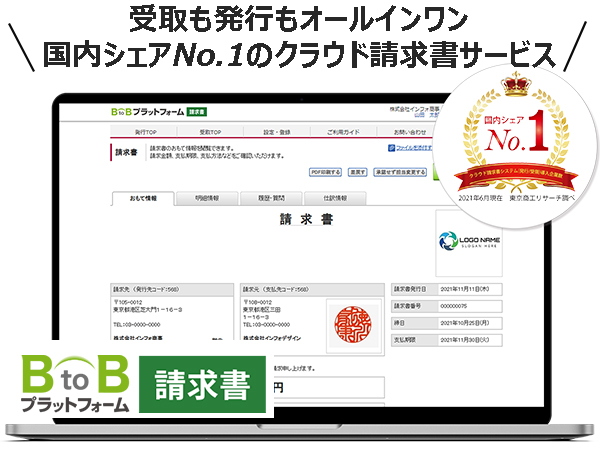 受取も発行もオールインワン
国内シェアNo.1のクラウド請求書サービス
BtoBプラットフォーム 請求書
株式会社インフォ商事
発行TOP 受取TOP 設定・登録 ご利用ガイド お問い合わせ
請求書
請求書のおもて情報を閲覧できます。
請求金額、支払期限、支払方法などをご確認いただけます。
ファイルを添付す
PDF印刷する 差戻す 承認せず担当変更する
おもて情報 明細情報 履歴・質問 仕訳情報
請求書
LOGO NAME
SLOGAN HERE
国内シェア
No.1
クラウド請求書システム(発行/受領)導入企業数
2021年6月現在 東京商工リサーチ調べ
請求先 (発行先コード:568)
〒105-0012
東京都港区芝大門1-16-3
TEL:03-0000-0000
株式会社インフォ商事
請求元 (支払先コード:568)
〒108-0012
東京都港区三田
1-16-3
TEL:03-0000-0000
株式会社インフォデザイン
請求書発行日 2021年11月11日(木)
請求書番号 000000075
締日 2021年10月25日(月)
支払期限 2021年11月30日(火)
求申し上げます。
円
BtoB
プラットフォーム
請求書